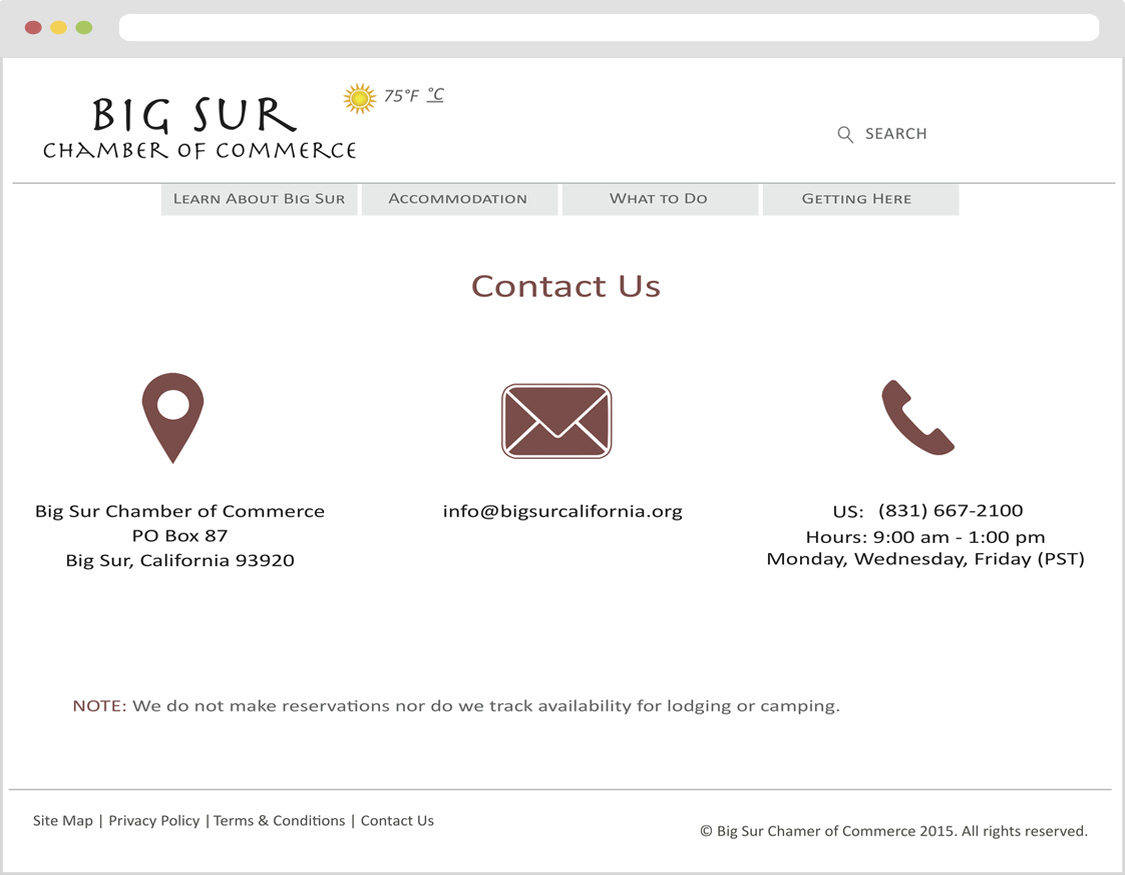 BIG SUR
CHAMBER OF COMMERCE
75°F °C
SEARCH
LEARN ABOUT BIG SUR
ACCOMMODATION
WHAT TO DO
GETTING HERE
Contact Us
Big Sur Chamber of Commerce
PO Box 87
Big Sur, California 93920
info@bigsurcalifornia.org
US: (831) 667-2100
Hours: 9:00 am - 1:00 pm
Monday, Wednesday, Friday (PST)
NOTE: We do not make reservations nor do we track availability for lodging or camping.
Site Map | Privacy Policy | Terms & Conditions | Contact Us
© Big Sur Chamer of Commerce 2015. All rights reserved.